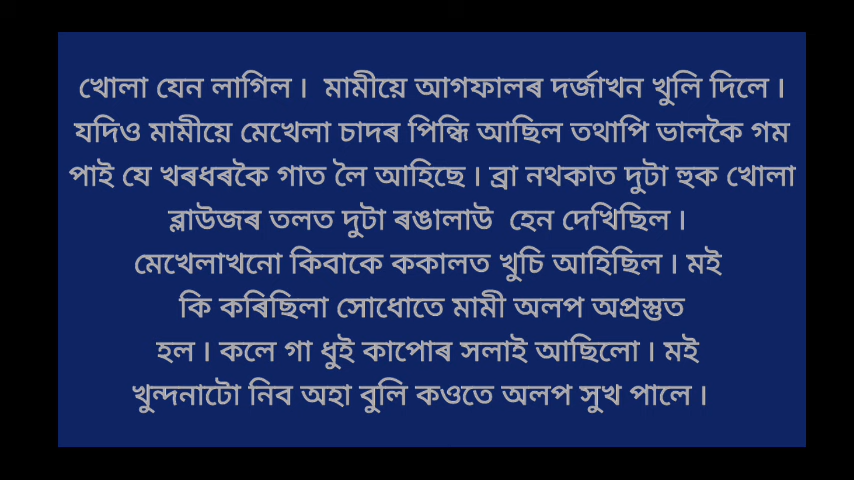 খোলা যেন লাগিল । মামীয়ে আগফালৰ দৰ্জাখন খুলি দিলে ।
যদিও মামীয়ে মেখেলা চাদৰ পিন্ধি আছিল তথাপি ভালকৈ গম
পাই যে খৰধৰকৈ গাত লৈ আহিছে । ব্ৰা নথকাত দুটা হুক খোলা
ব্লাউজৰ তলত দুটা ৰঙালাউ হেন দেখিছিল ।
মেখেলাখনো কিবাকে ককালত খুচি আহিছিল । মই
কি কৰিছিলা সোধোতে মামী অলপ অপ্ৰস্তুত
হল । কলে গা ধুই কাপোৰ সলাই আছিলো । মই
খুন্দনাটো নিব অহা বুলি কওতে অলপ সুখ পালে ।